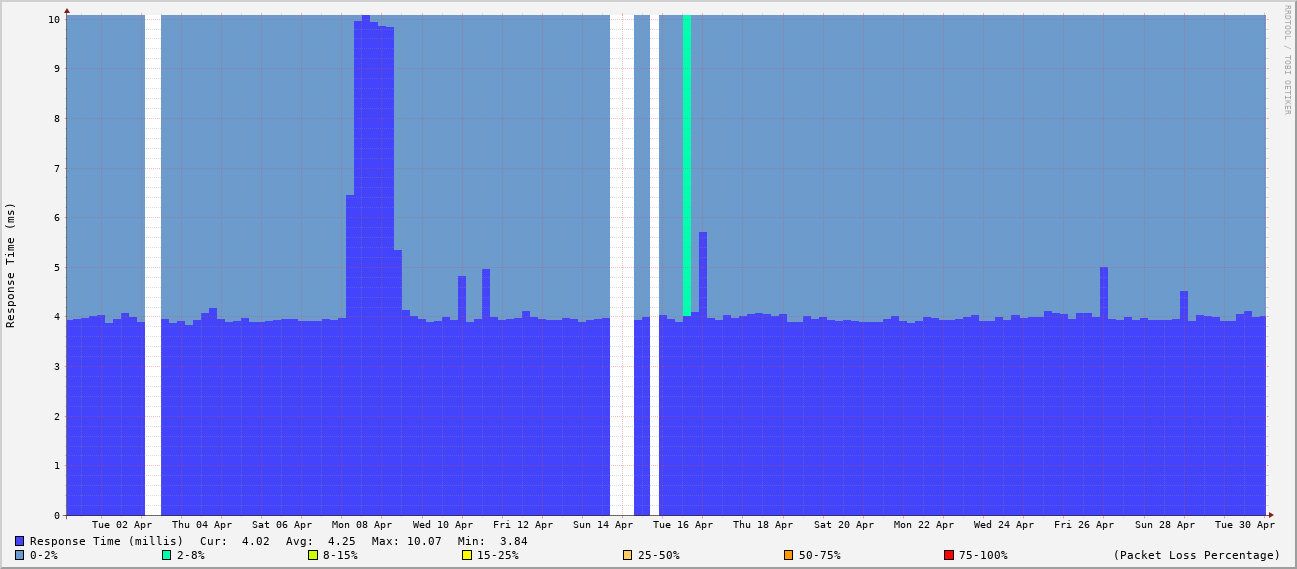 RRDTOOL / TOBI OETIKER
Response Time (ms)
10
9
8
7
6
5
4
3
2
1
0
Tue 02 Apr Thu 04 Apr Sat 06 Apr Mon 08 Apr Wed 10 Apr Fri 12 Apr Sun 14 Apr Tue 16 Apr Thu 18 Apr Sat 20 Apr Mon 22 Apr Wed 24 Apr Fri 26 Apr Sun 28 Apr Tue 30 Apr
Response Time (millis) Cur: 4.02 Avg: 4.25 Max: 10.07 Min: 3.84
0-2% 2-8% 8-15% 15-25% 25-50% 50-75% 75-100% (Packet Loss Percentage)